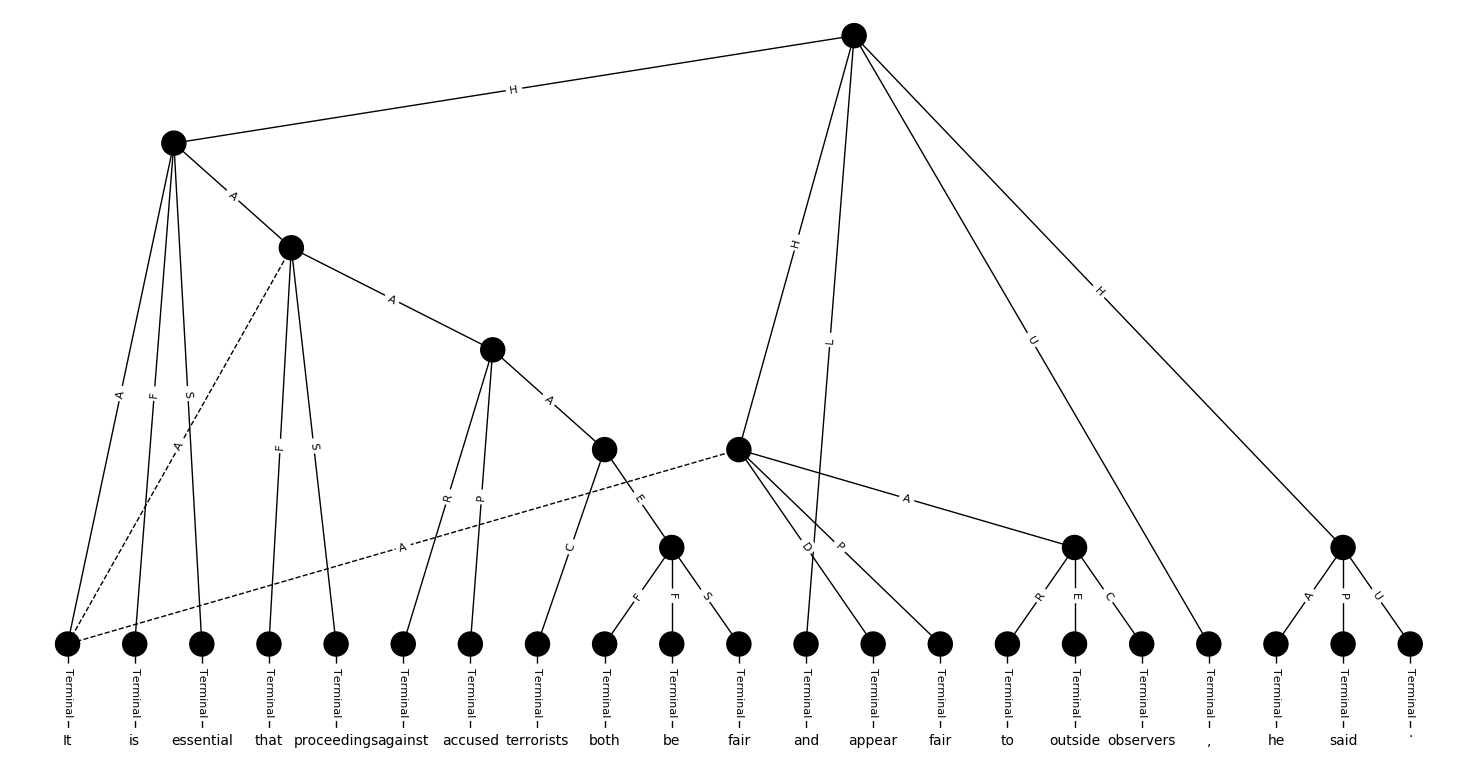 H
A
H
A
L
U
H
A
F
S
A
F
S
A
R
P
A
E
C
A
D
P
A
F
F
S
R
E
C
A
P
U
Terminal Terminal Terminal Terminal Terminal Terminal Terminal Terminal Terminal Terminal Terminal Terminal Terminal Terminal Terminal Terminal Terminal Terminal Terminal Terminal Terminal
It is essential that proceedings against accused terrorists both be fair and appear fair to outside observers , he said .